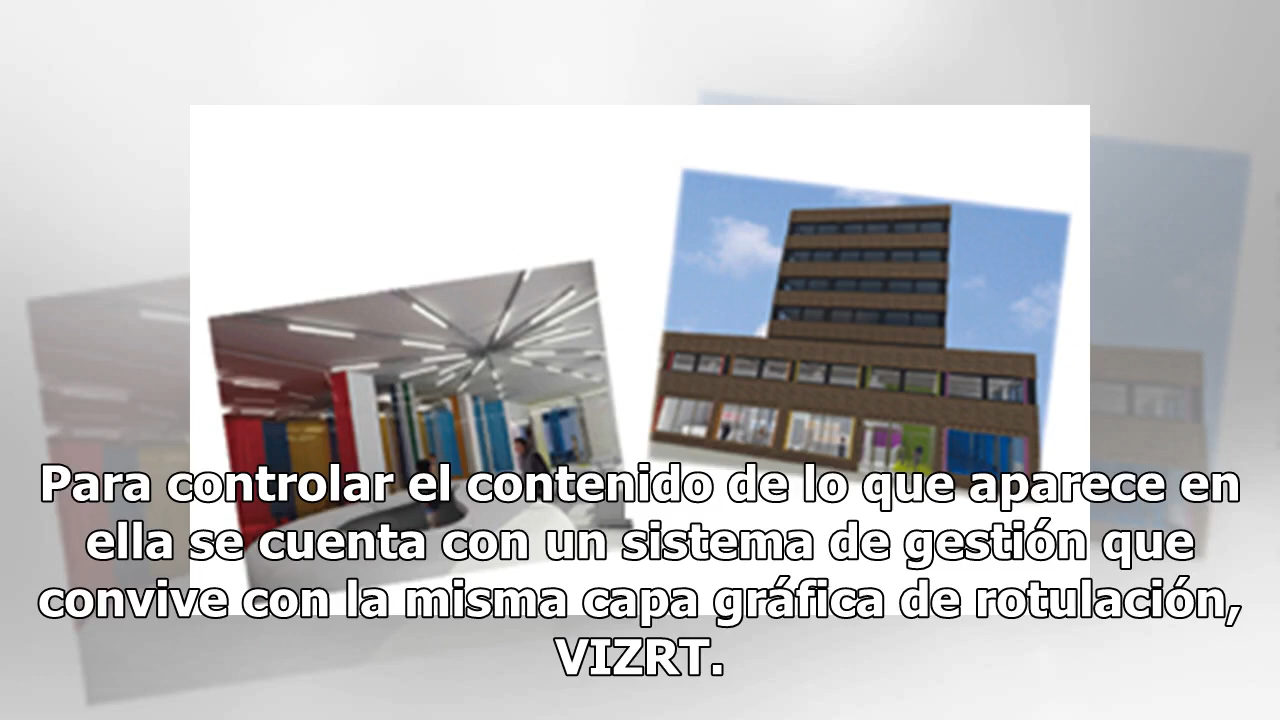 Para controlar el contenido de lo que aparece en
ella se cuenta con un sistema de gestión que
convive con la misma capa gráfica de rotulación,
VIZRT.